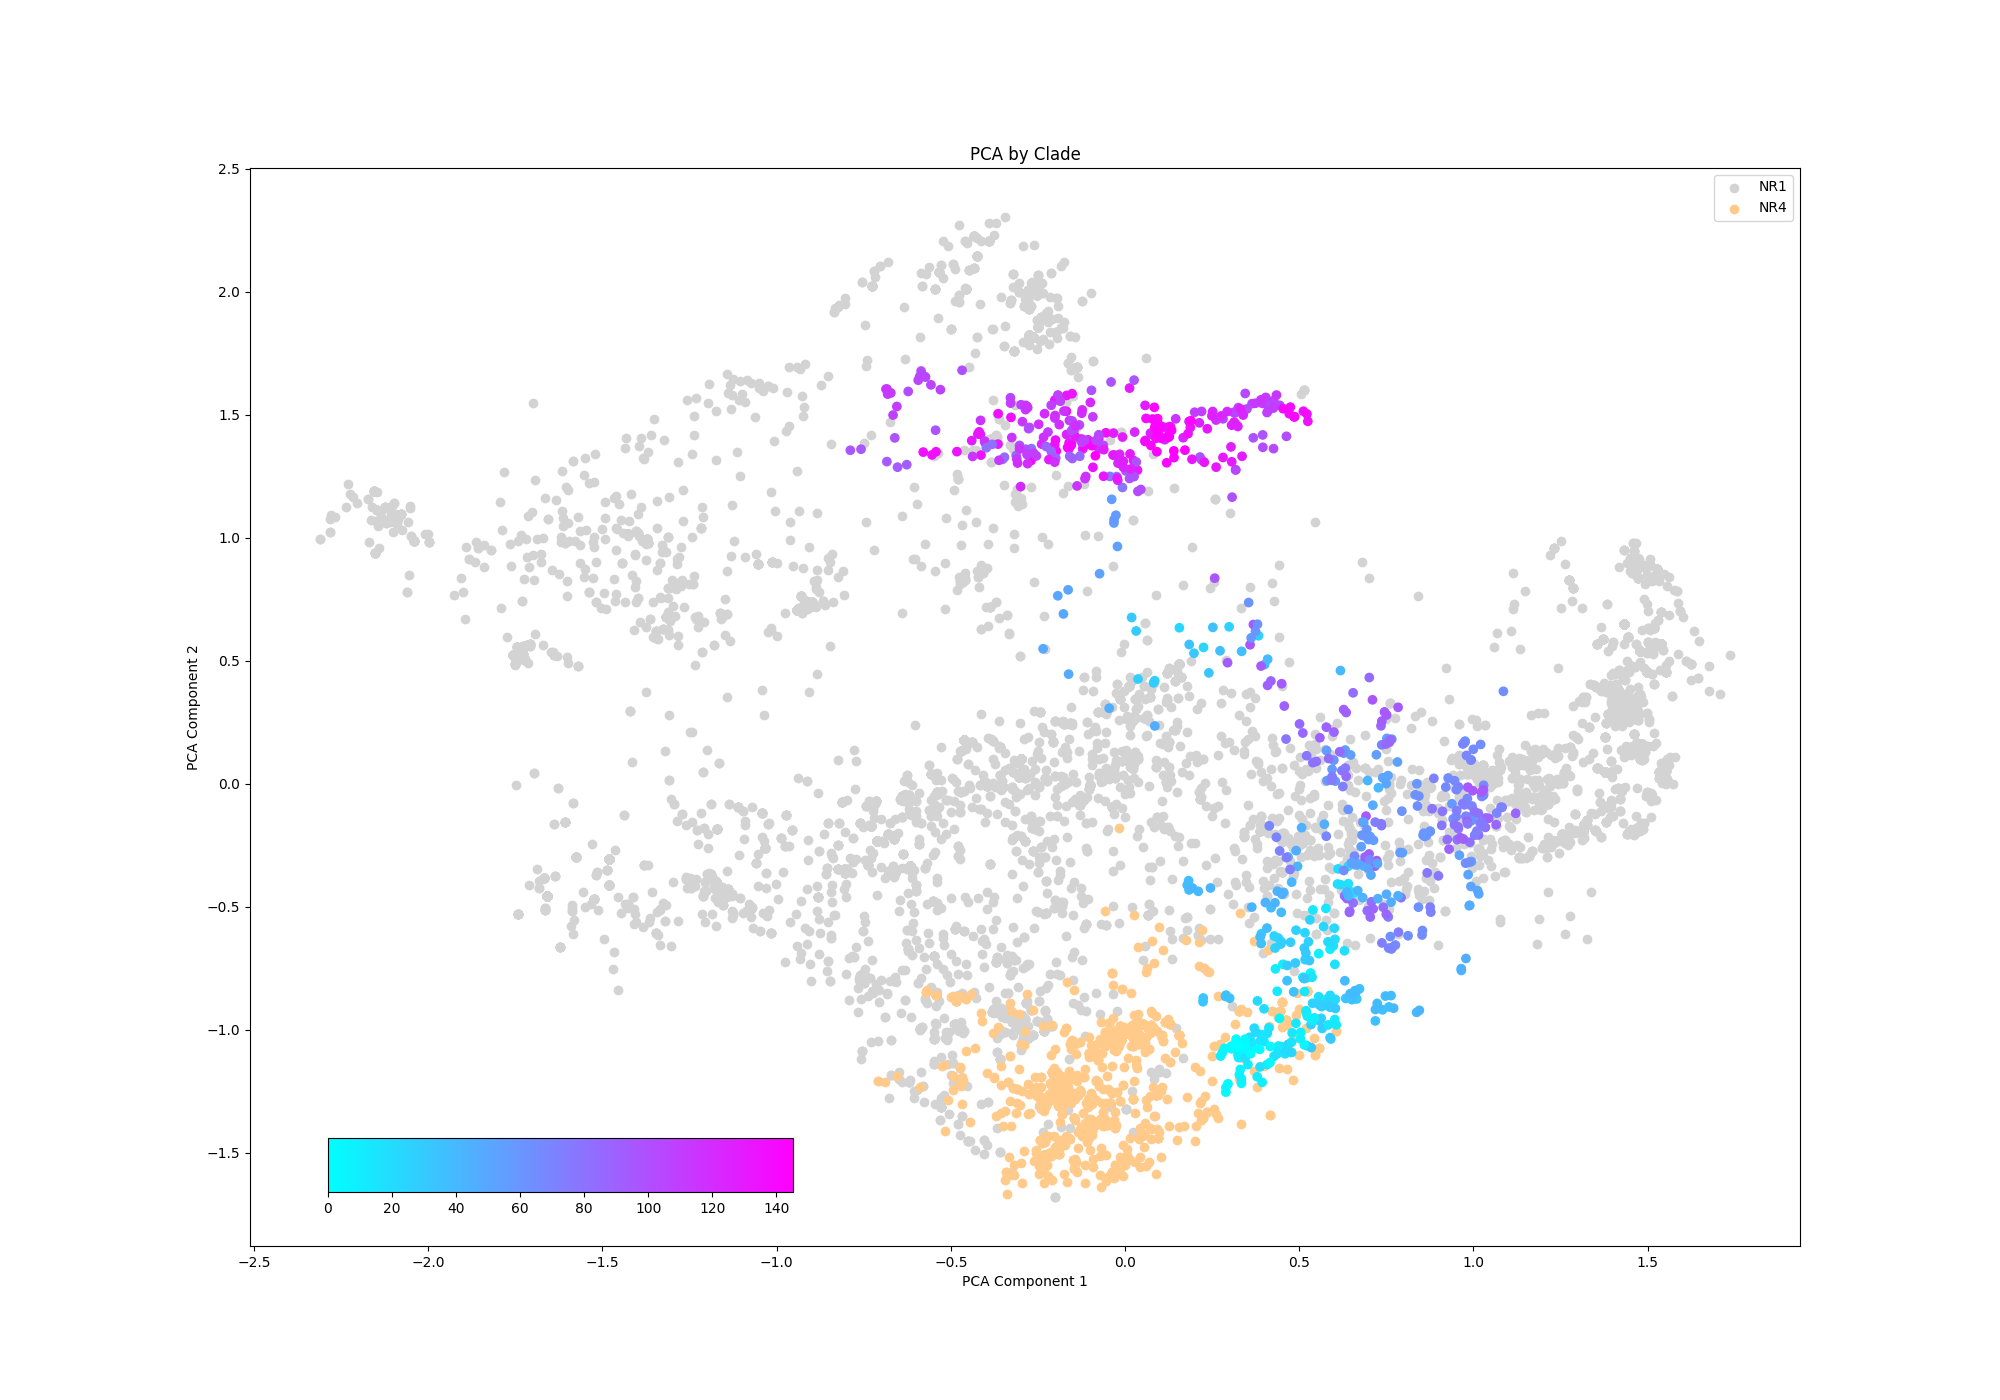 PCA by Clade
NR1
NR4
2.5
2.0
1.5
1.0
0.5
0.0
−0.5
−1.0
−1.5
PCA Component 2
0 20 40 60 80 100 120 140
−2.5 −2.0 −1.5 −1.0 −0.5 0.0 0.5 1.0 1.5
PCA Component 1